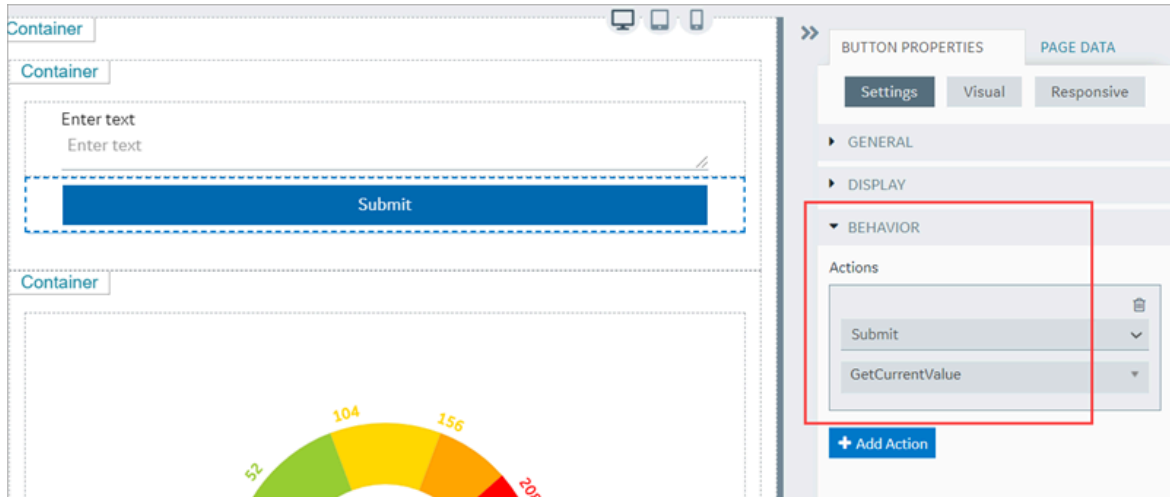 Container
Container
Enter text
Enter text
Submit
Container
52
104
156
208
BUTTON PROPERTIES
PAGE DATA
Settings
Visual
Responsive
GENERAL
DISPLAY
BEHAVIOR
Actions
Submit
GetCurrentValue
+ Add Action